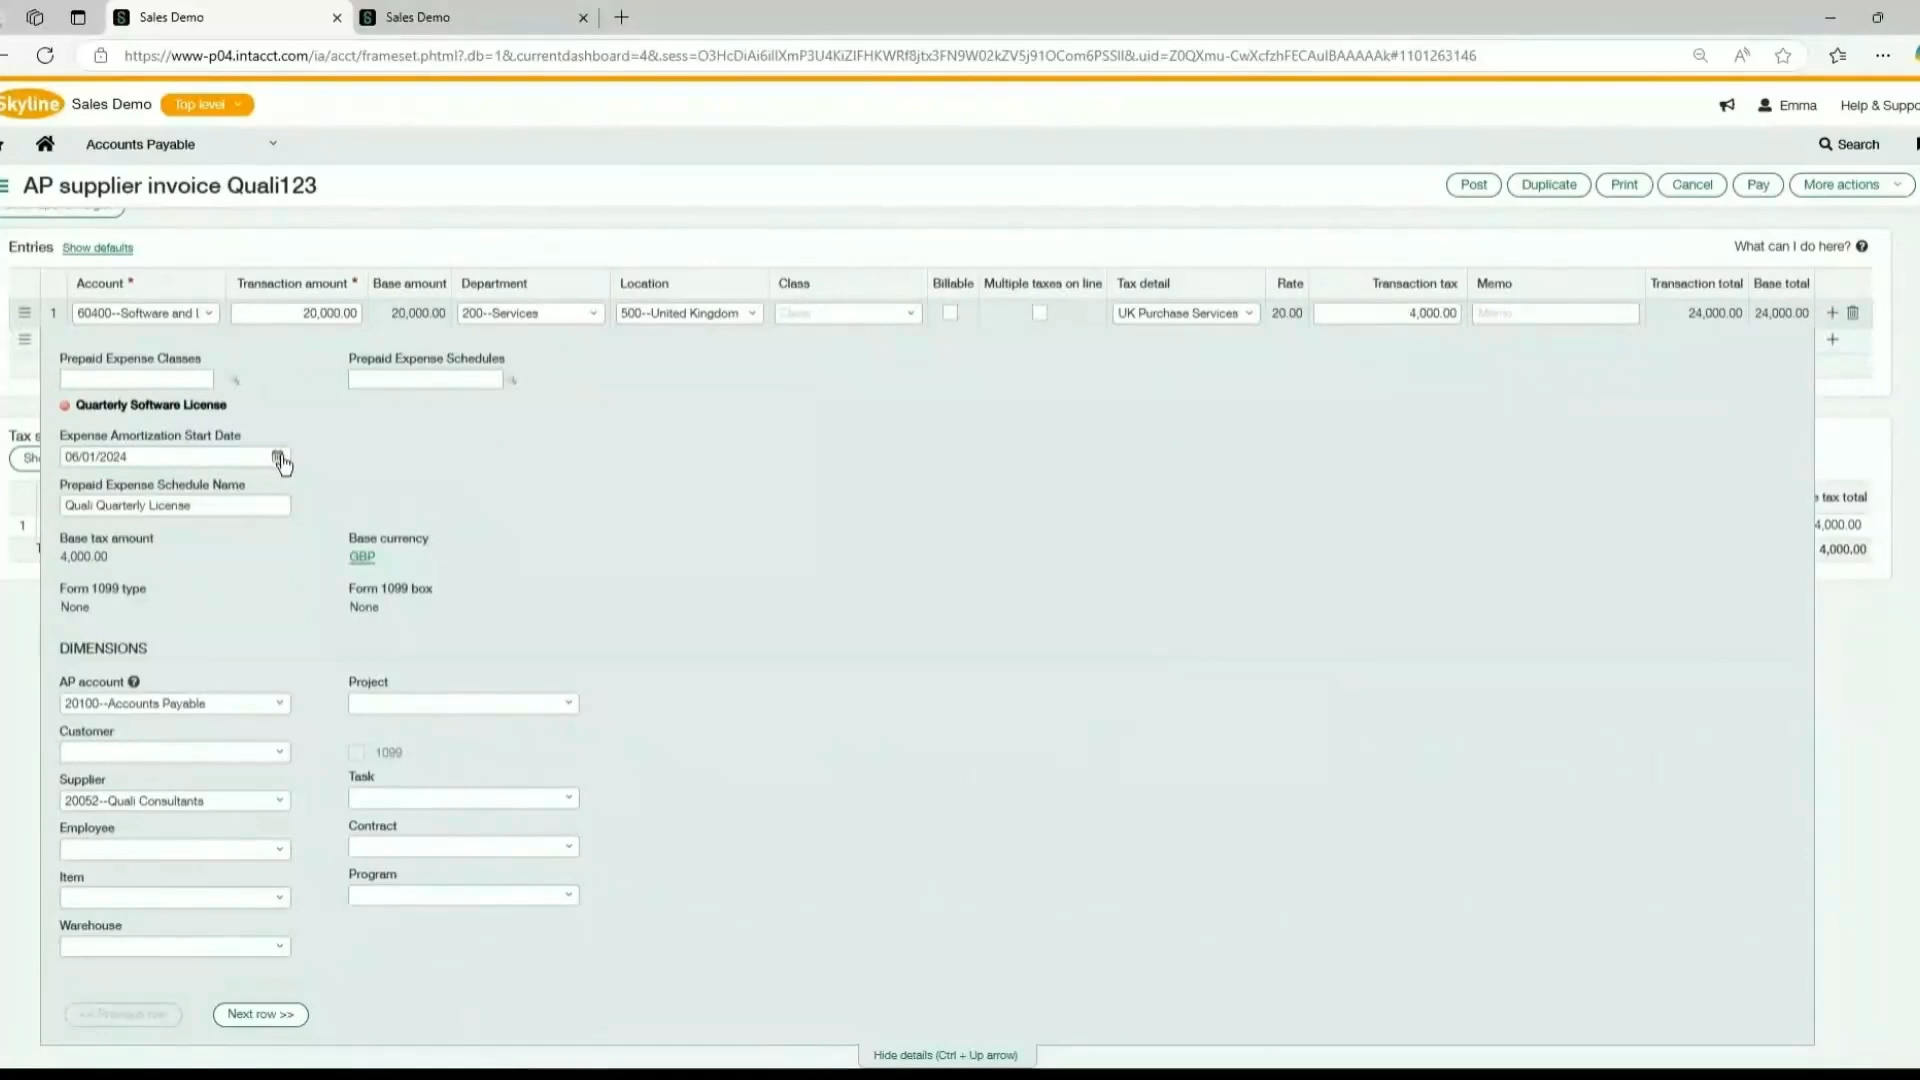 Sales Demo
Sales Demo
https://www-p04.intacct.com/ia/acct/frameset.phtml?.db=1&.currentdashboard=4&.sess=O3HcDiAi6illXmP3U4KiZIFHKWRf8jtx3FN9W02kZV5j91OCom6PSSII&.uid=Z0QXmu-CwXcfzhFECAulBAAAAAk#1101263146
Skyline Sales Demo Top level
Emma Help & Suppo
Accounts Payable
Search
AP supplier invoice Quali123
Post Duplicate Print Cancel Pay More actions
Entries Show defaults
What can I do here?
Account * Transaction amount * Base amount Department Location Class Billable Multiple taxes on line Tax detail Rate Transaction tax Memo Transaction total Base total
1 60400--Software and L 20,000.00 20,000.00 200--Services 500--United Kingdom Class UK Purchase Services 20.00 4,000.00 Memo 24,000.00 24,000.00
Prepaid Expense Classes Prepaid Expense Schedules
Quarterly Software License
Tax s
Expense Amortization Start Date
Sh
06/01/2024
Prepaid Expense Schedule Name
tax total
Quali Quarterly License
1
4,000.00
Base tax amount Base currency
4,000.00 GBP
4,000.00
Form 1099 type Form 1099 box
None None
DIMENSIONS
AP account Project
20100--Accounts Payable
Customer
1099
Supplier Task
20052--Quali Consultants
Employee Contract
Item Program
Warehouse
<< Previous row Next row >>
Hide details (Ctrl + Up arrow)